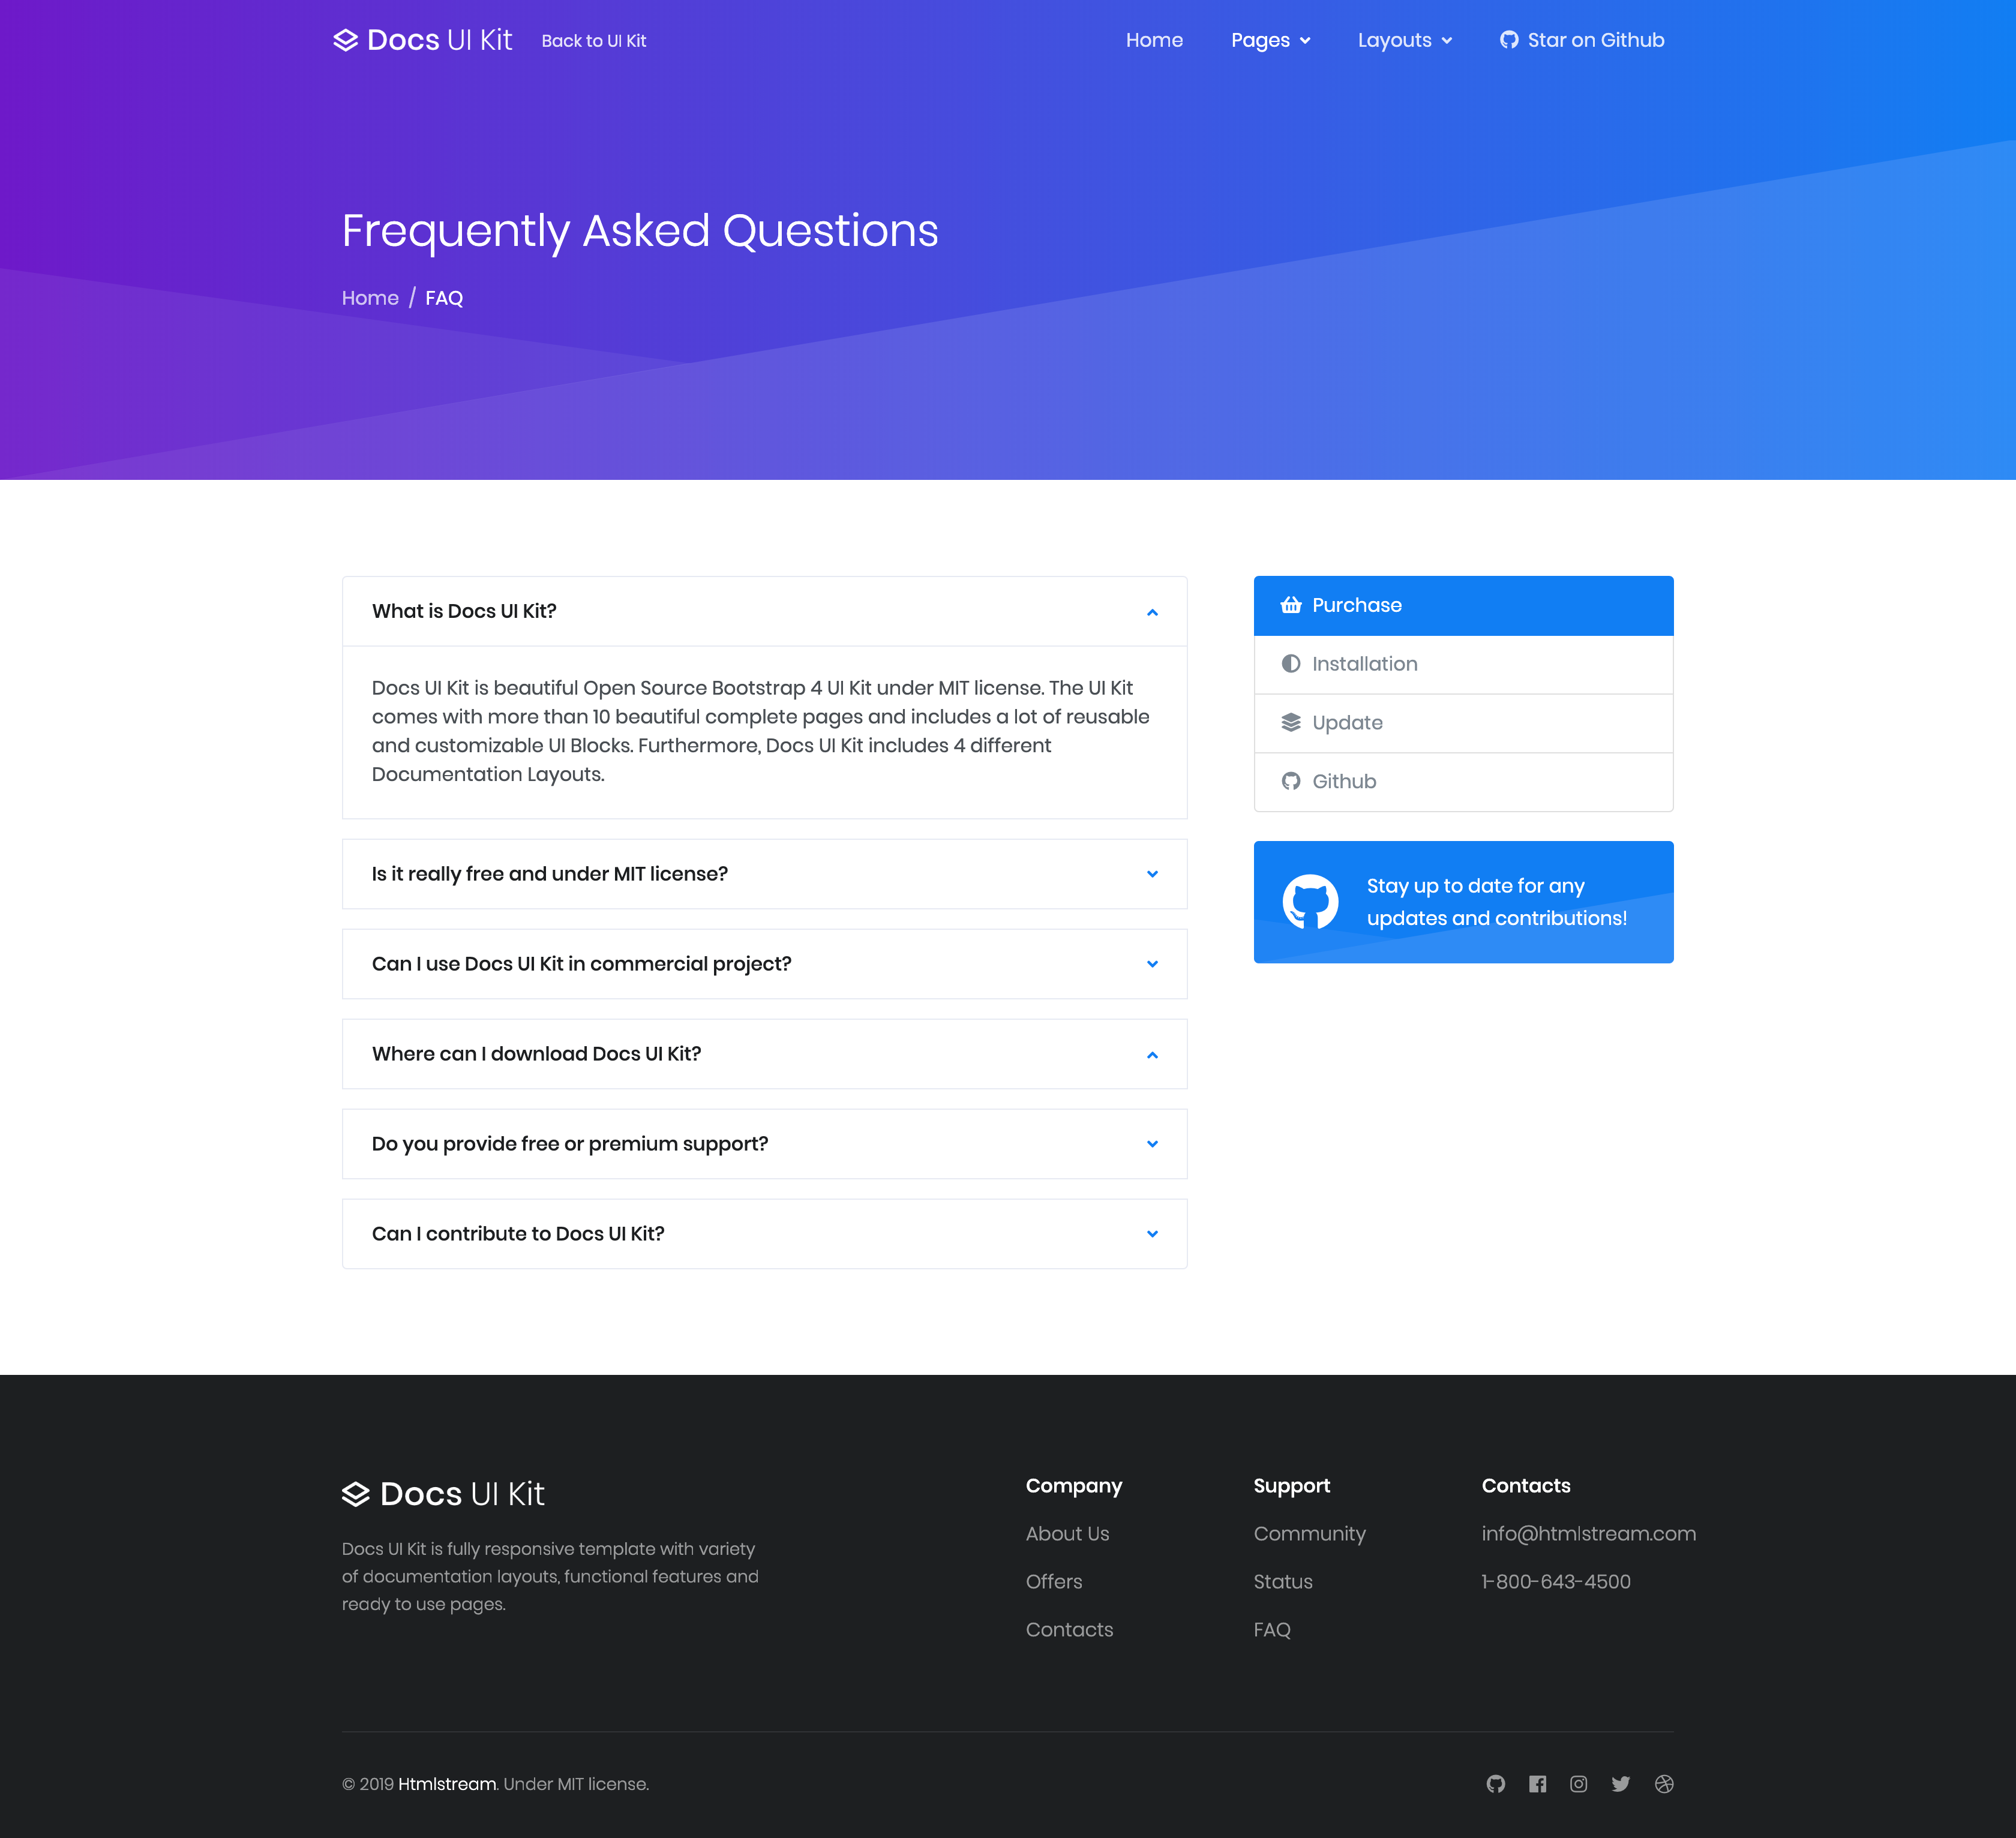 Docs UI Kit Back to UI Kit Home Pages Layouts Star on Github
Frequently Asked Questions
Home / FAQ
What is Docs UI Kit?
Docs UI Kit is beautiful Open Source Bootstrap 4 UI Kit under MIT license. The UI Kit
comes with more than 10 beautiful complete pages and includes a lot of reusable
and customizable UI Blocks. Furthermore, Docs UI Kit includes 4 different
Documentation Layouts.
Is it really free and under MIT license?
Can I use Docs UI Kit in commercial project?
Where can I download Docs UI Kit?
Do you provide free or premium support?
Can I contribute to Docs UI Kit?
Purchase
Installation
Update
Github
Stay up to date for any
updates and contributions!
Docs UI Kit
Docs UI Kit is fully responsive template with variety
of documentation layouts, functional features and
ready to use pages.
Company
About Us
Offers
Contacts
Support
Community
Status
FAQ
Contacts
info@htmlstream.com
1-800-643-4500
© 2019 Htmlstream. Under MIT license.